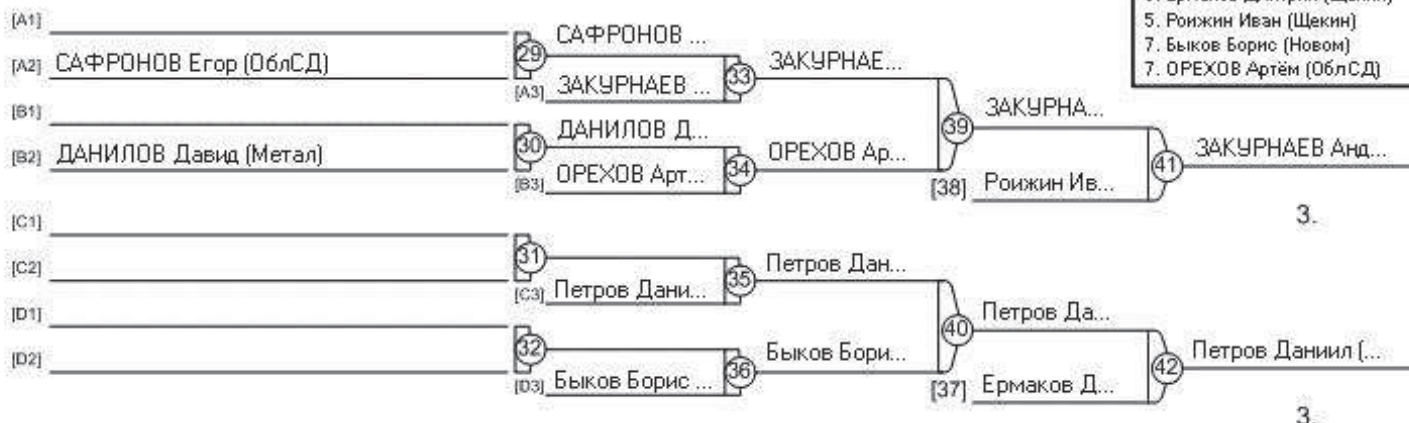 5. Роижин Иван (Щекин)
7. Быков Борис (Новом)
7. ОРЕХОВ Артём (ОблСД)
[A1]
[A2] САФРОНОВ Егор (ОблСД)
29
САФРОНОВ ...
[A3] ЗАКУРНАЕВ ...
33
ЗАКУРНАЕ...
[B1]
[B2] ДАНИЛОВ Давид (Метал)
30
ДАНИЛОВ Д...
[B3] ОРЕХОВ Арт...
34
ОРЕХОВ Ар...
39
ЗАКУРНА...
[38] Роижин Ив...
41
ЗАКУРНАЕВ Анд...
3.
[C1]
[C2]
31
[C3] Петров Дани...
35
Петров Дан...
[D1]
[D2]
32
[D3] Быков Борис ...
36
Быков Бори...
40
Петров Да...
[37] Ермаков Д...
42
Петров Даниил (...
3.